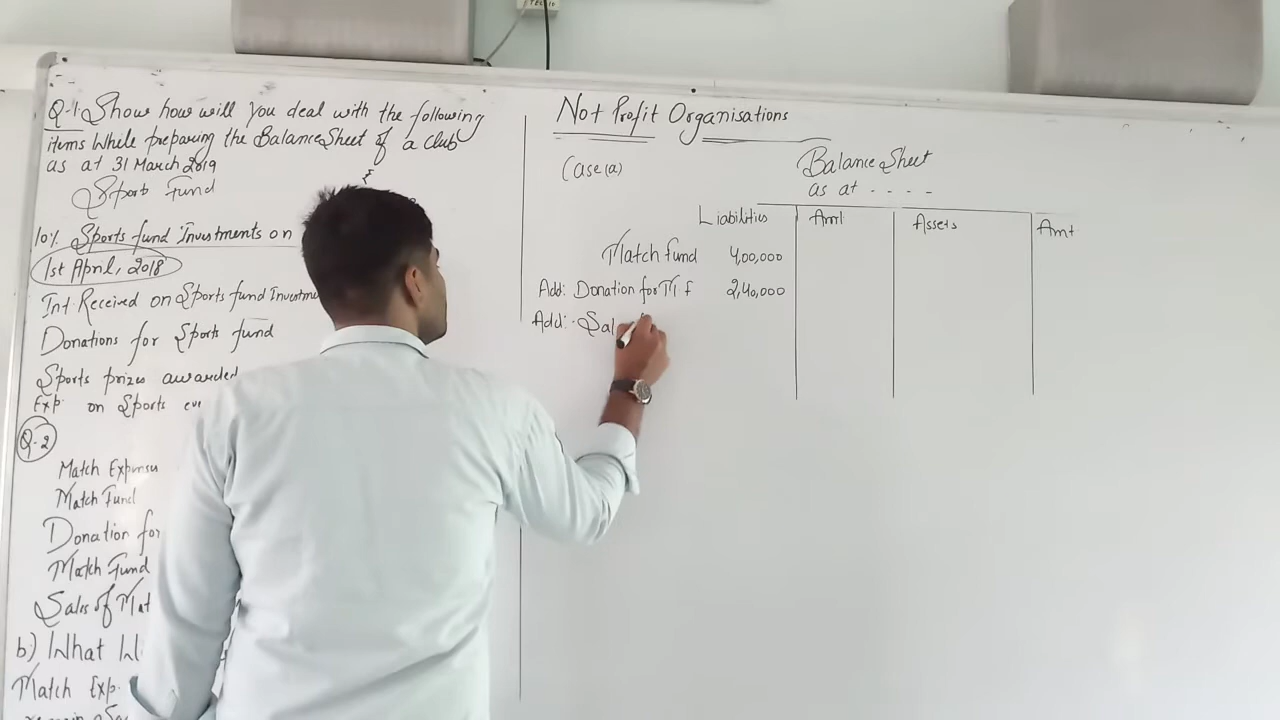 Q-1 Show how will you deal with the following
items While preparing the Balance Sheet of a club
as at 31 March 2019
₹
Sports Fund
10% Sports fund Investments on
1st April, 2018
Int Received on Sports fund Investme
Donations for Sports fund
Sports prizes awarded
Exp. on Sports
Q-2
Match Expenses
Match Fund
Donation for
Match Fund
Sales of Mat
b) What
Match Exp.
remain
Not Profit Organisations
Case (a)
Balance Sheet
as at - - - -
Liabilities Amt Assets Amt
Match fund 4,00,000
Add: Donation for M F 2,40,000
Add: Sal